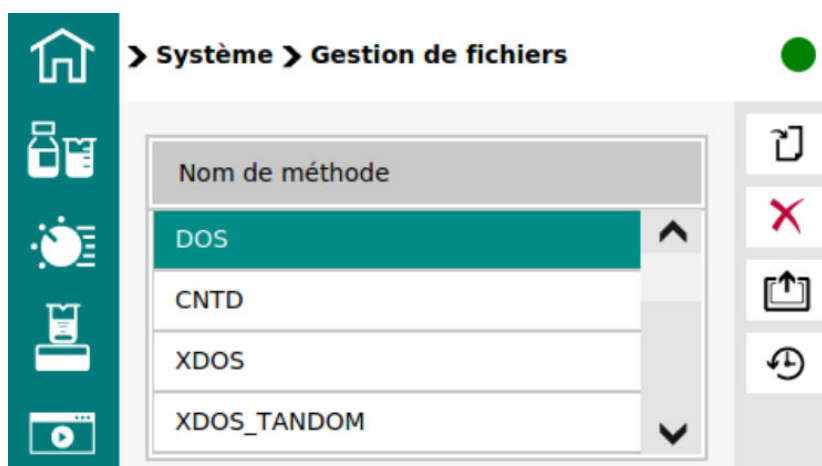 ❯ Système ❯ Gestion de fichiers
Nom de méthode
DOS
CNTD
XDOS
XDOS_TANDOM